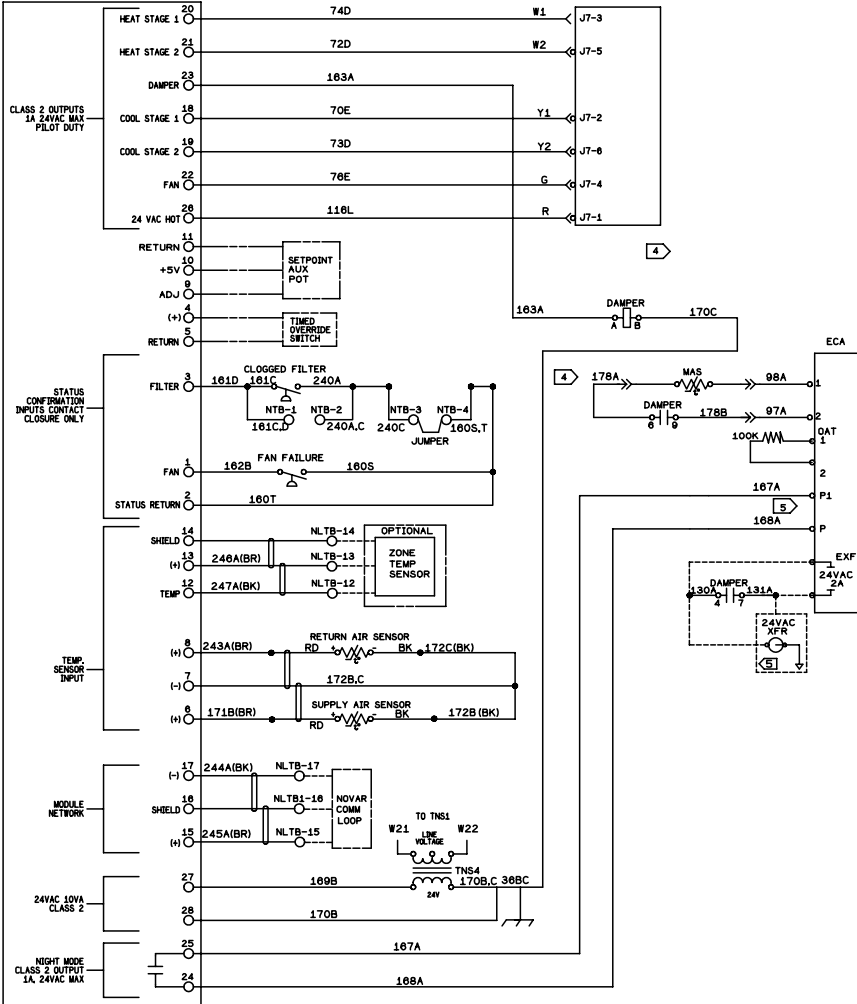 20
HEAT STAGE 1
74D
W1
J7-3
21
HEAT STAGE 2
72D
W2
J7-5
23
DAMPER
163A
CLASS 2 OUTPUTS
1A 24VAC MAX
PILOT DUTY
18
COOL STAGE 1
70E
Y1
J7-2
19
COOL STAGE 2
73D
Y2
J7-6
22
FAN
76E
G
J7-4
26
24 VAC HOT
116L
R
J7-1
11
RETURN
10
+5V
9
ADJ
SETPOINT
AUX
POT
4
4
(+)
5
RETURN
TIMED
OVERRIDE
SWITCH
163A
DAMPER
A
B
170C
ECA
STATUS
CONFIRMATION
INPUTS CONTACT
CLOSURE ONLY
3
FILTER
161D
161C
CLOGGED FILTER
240A
NTB-1
NTB-2
161C,D
240A,C
NTB-3
NTB-4
240C
160S,T
JUMPER
4
178A
MAS
98A
1
DAMPER
6
9
178B
97A
2
OAT
100K
1
2
1
FAN
162B
FAN FAILURE
160S
2
STATUS RETURN
160T
167A
P1
5
168A
P
14
SHIELD
NLTB-14
OPTIONAL
13
(+)
246A(BR)
NLTB-13
ZONE
TEMP
SENSOR
12
TEMP
247A(BK)
NLTB-12
EXF
24VAC
2A
130A
DAMPER
4
7
131A
24VAC
XFR
5
TEMP.
SENSOR
INPUT
8
(+)
243A(BR)
RETURN AIR SENSOR
RD
+
-
BK
172C(BK)
7
(-)
172B,C
6
(+)
171B(BR)
SUPPLY AIR SENSOR
RD
+
-
BK
172B(BK)
MODULE
NETWORK
17
(-)
244A(BK)
NLTB-17
16
SHIELD
NLTB1-16
15
(+)
245A(BR)
NLTB-15
NOVAR
COMM
LOOP
TO TNS1
W21
LINE
VOLTAGE
W22
TNS4
24V
24VAC 10VA
CLASS 2
27
169B
170B,C
36BC
28
170B
NIGHT MODE
CLASS 2 OUTPUT
1A, 24VAC MAX
25
167A
24
168A